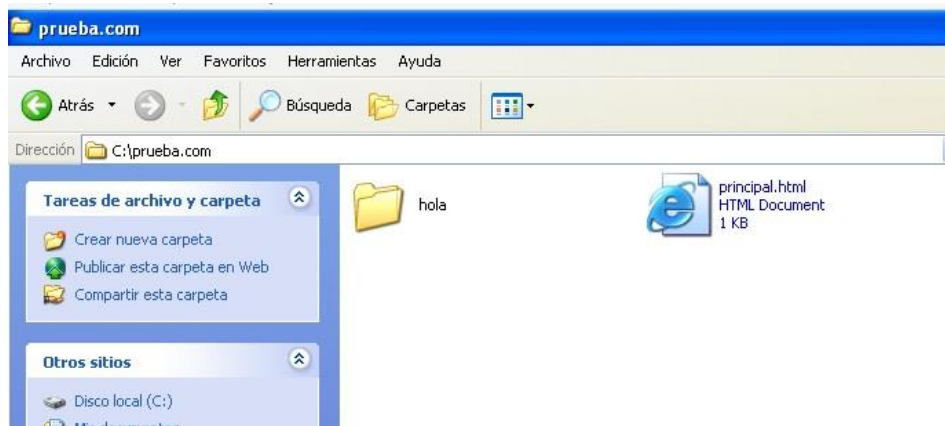 prueba.com
Archivo Edición Ver Favoritos Herramientas Ayuda
Atrás Búsqueda Carpetas
Dirección C:\prueba.com
Tareas de archivo y carpeta
Crear nueva carpeta
Publicar esta carpeta en Web
Compartir esta carpeta
Otros sitios
Disco local (C:)
hola
principal.html
HTML Document
1 KB